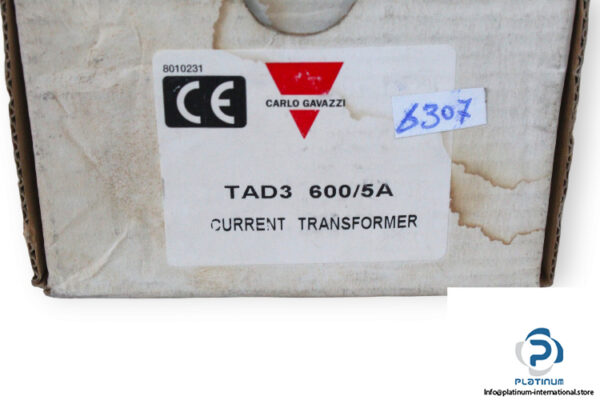 8010231
CE
CARLO GAVAZZI
6307
TAD3 600/5A
CURRENT TRANSFORMER
PLATINUM
Info@platinum-international.store